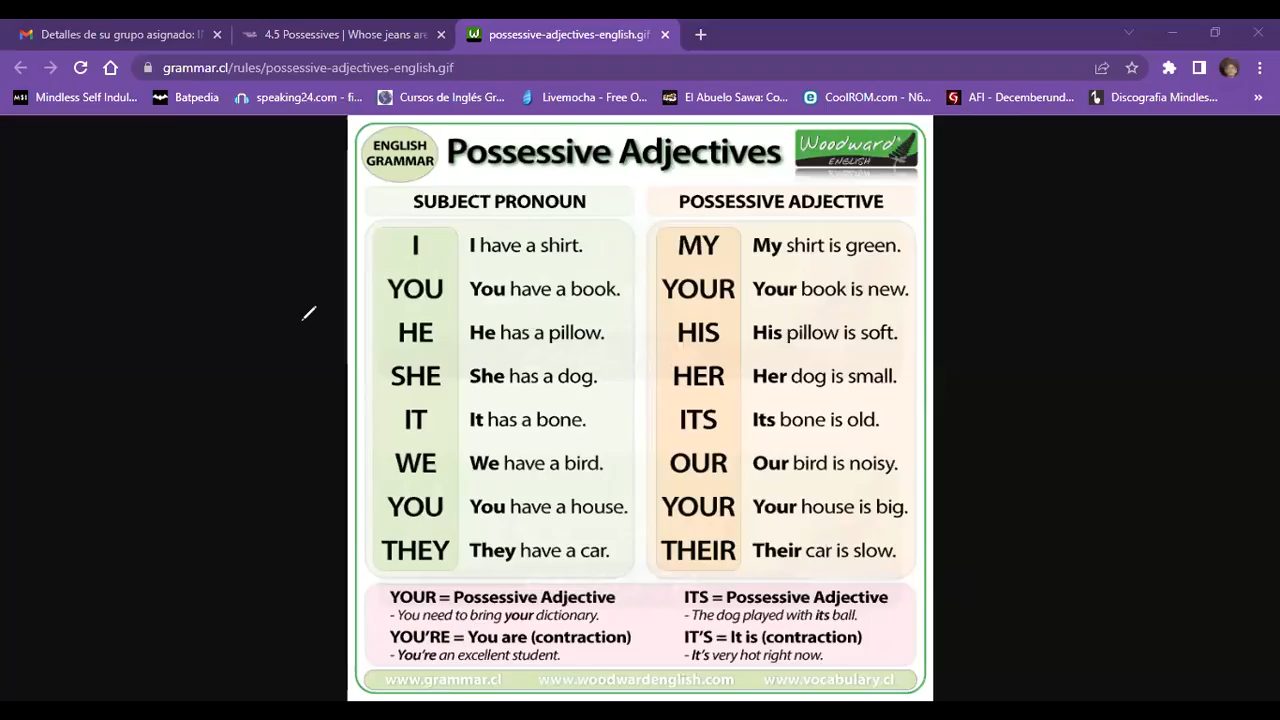 Detalles de su grupo asignado: I
4.5 Possessives | Whose jeans are
possessive-adjectives-english.gif
grammar.cl/rules/possessive-adjectives-english.gif
MSI Mindless Self Indul...
Batpedia
speaking24.com - fi...
Cursos de Inglés Gr...
Livemocha - Free O...
El Abuelo Sawa: Co...
CoolROM.com - N6...
AFI - Decemberund...
Discografia Mindles...
»
ENGLISH
GRAMMAR
Possessive Adjectives
Woodward
ENGLISH
SUBJECT PRONOUN
POSSESSIVE ADJECTIVE
I I have a shirt. MY My shirt is green.
YOU You have a book. YOUR Your book is new.
HE He has a pillow. HIS His pillow is soft.
SHE She has a dog. HER Her dog is small.
IT It has a bone. ITS Its bone is old.
WE We have a bird. OUR Our bird is noisy.
YOU You have a house. YOUR Your house is big.
THEY They have a car. THEIR Their car is slow.
YOUR = Possessive Adjective
- You need to bring your dictionary.
YOU'RE = You are (contraction)
- You're an excellent student.
ITS = Possessive Adjective
- The dog played with its ball.
IT'S = It is (contraction)
- It's very hot right now.
www.grammar.cl www.woodwardenglish.com www.vocabulary.cl